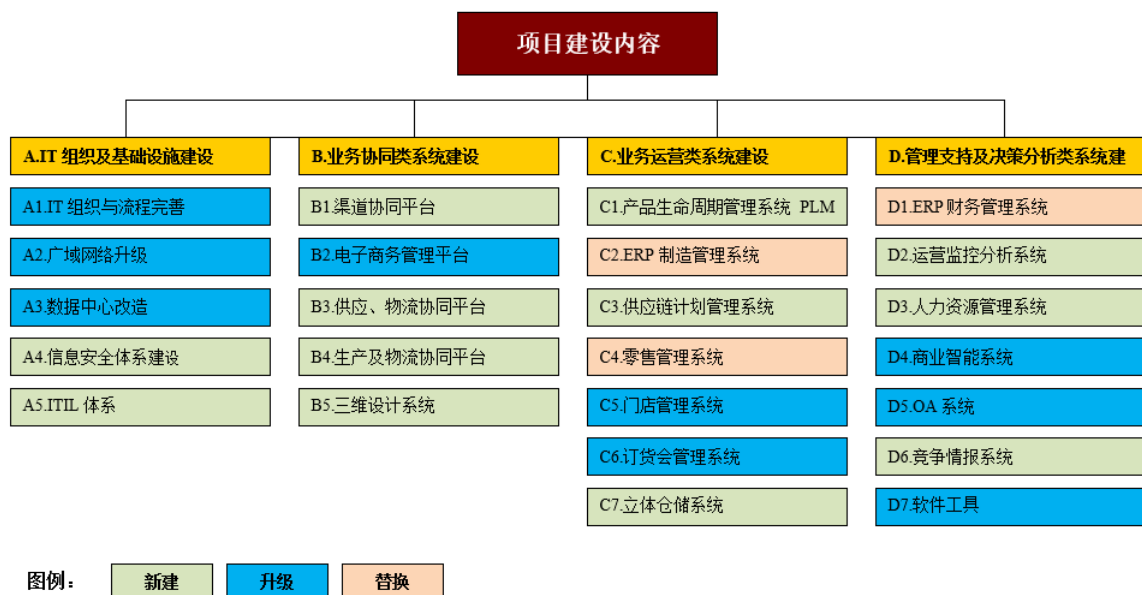 项目建设内容
A.IT 组织及基础设施建设
A1.IT 组织与流程完善
A2.广域网络升级
A3.数据中心改造
A4.信息安全体系建设
A5.ITIL 体系
B.业务协同类系统建设
B1.渠道协同平台
B2.电子商务管理平台
B3.供应、物流协同平台
B4.生产及物流协同平台
B5.三维设计系统
C.业务运营类系统建设
C1.产品生命周期管理系统 PLM
C2.ERP 制造管理系统
C3.供应链计划管理系统
C4.零售管理系统
C5.门店管理系统
C6.订货会管理系统
C7.立体仓储系统
D.管理支持及决策分析类系统建
D1.ERP 财务管理系统
D2.运营监控分析系统
D3.人力资源管理系统
D4.商业智能系统
D5.OA 系统
D6.竞争情报系统
D7.软件工具
图例： 新建 升级 替换